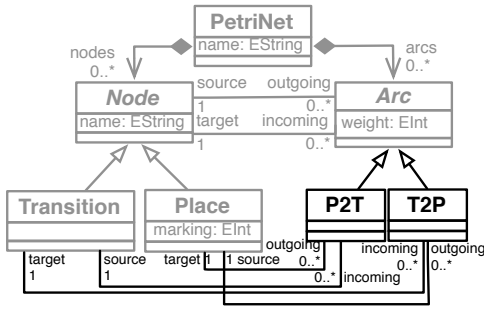 PetriNet
name: EString
nodes
0..*
arcs
0..*
Node
name: EString
source
1
outgoing
0..*
target
1
incoming
0..*
Arc
weight: EInt
Transition
Place
marking: EInt
P2T
T2P
target
1
source
1
target 1
1 source
outgoing
0..*
0..* incoming
incoming
0..*
outgoing
0..*